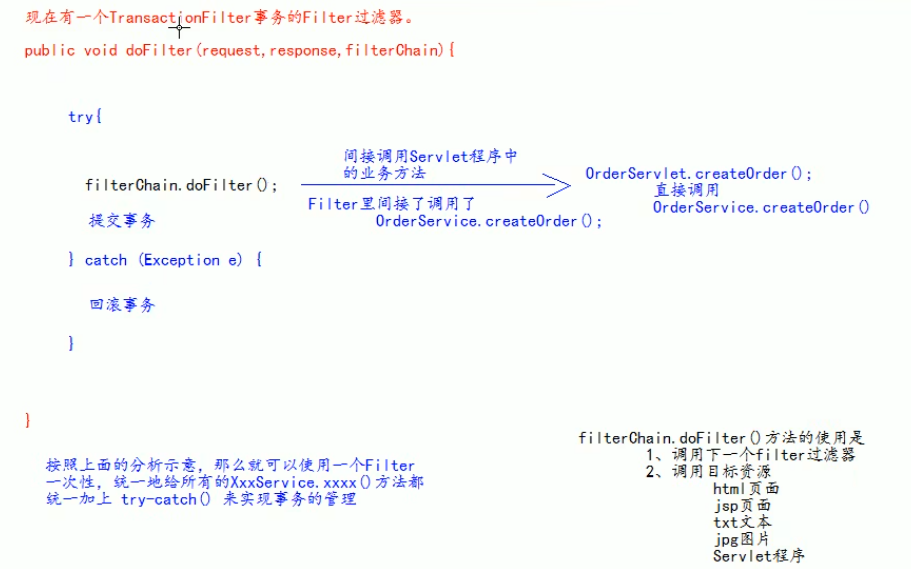 现在有一个TransactionFilter事务的Filter过滤器。
public void doFilter(request,response,filterChain){
try{
间接调用Servlet程序中
的业务方法
filterChain.doFilter();
Filter里间接了调用了
OrderService.createOrder();
OrderServlet.createOrder();
直接调用
OrderService.createOrder()
提交事务
} catch (Exception e) {
回滚事务
}
}
按照上面的分析示意，那么就可以使用一个Filter
一次性，统一地给所有的XxxService.xxxx()方法都
统一加上 try-catch() 来实现事务的管理
filterChain.doFilter()方法的使用是
1、调用下一个filter过滤器
2、调用目标资源
html页面
jsp页面
txt文本
jpg图片
Servlet程序